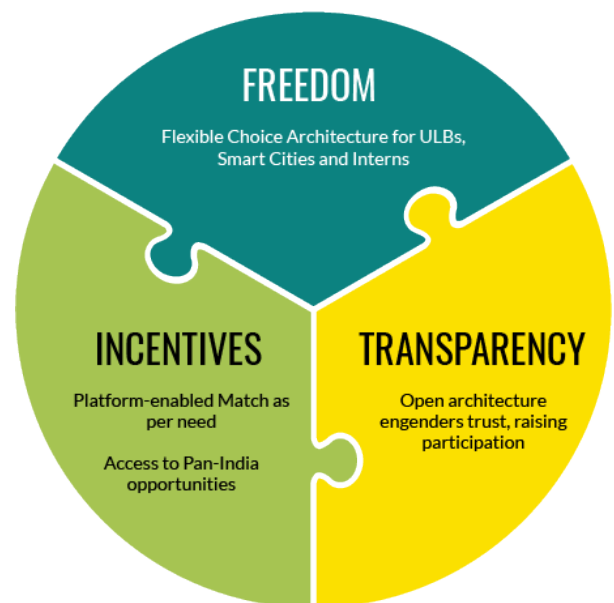 FREEDOM
Flexible Choice Architecture for ULBs,
Smart Cities and Interns
INCENTIVES
Platform-enabled Match as
per need
Access to Pan-India
opportunities
TRANSPARENCY
Open architecture
engenders trust, raising
participation